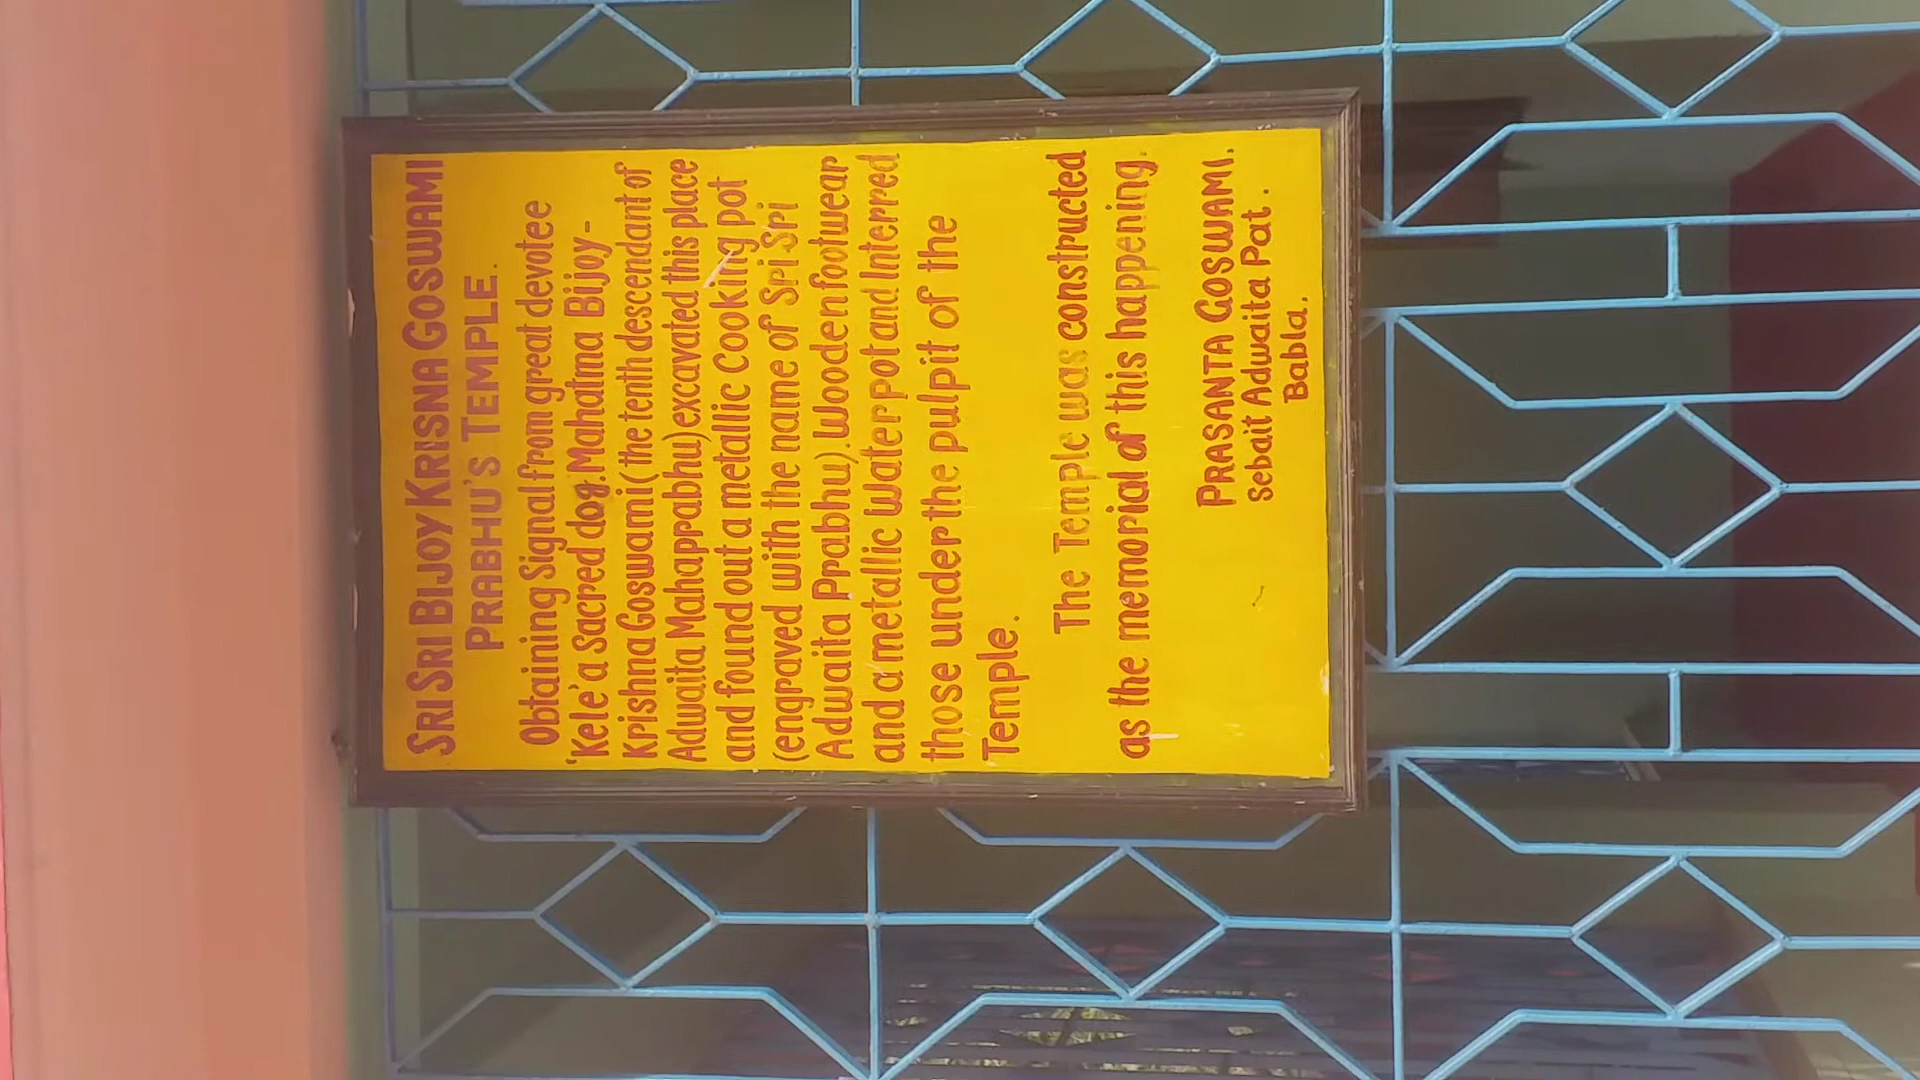 SRI SRI BIJOY KRISNA GOSWAMI
PRABHU'S TEMPLE.
Obtaining Signal from great devotee
'Kele' a Sacred dog. Mahatma Bijoy-
Krishna Goswami (the tenth descendant of
Adwaita Mahapprabhu) excavated this place
and found out a metallic Cooking pot
(engraved with the name of Sri Sri
Adwaita Prabhu). Wooden footwear
and a metallic Water pot and Interred
those under the pulpit of the
Temple.
The Temple was constructed
as the memorial of this happening.
PRASANTA GOSWAMI.
Sebait Adwaita Pat.
Babla.